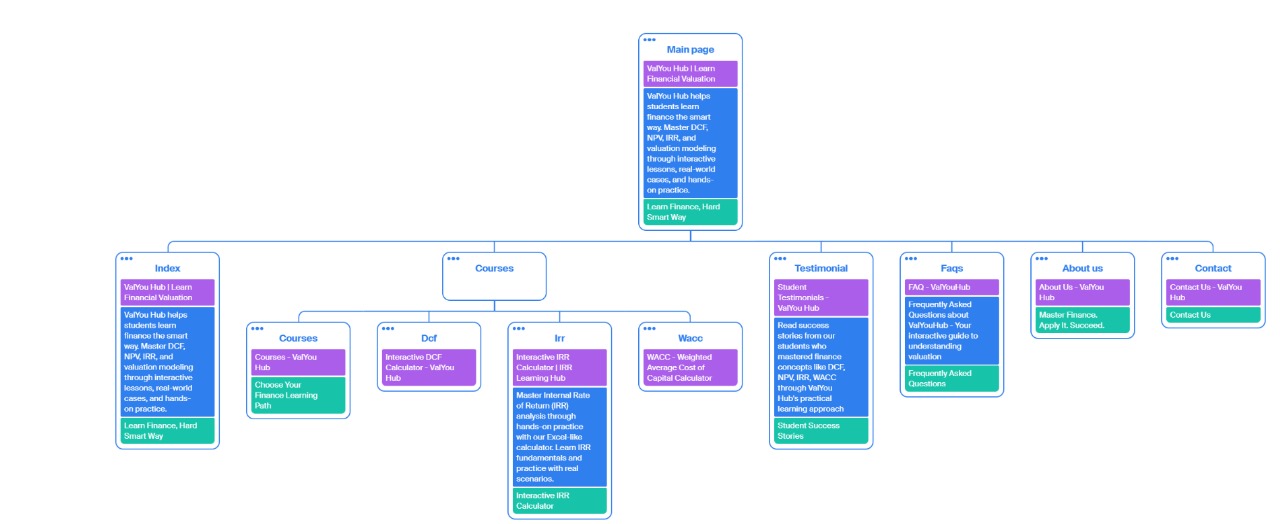 Main page
ValYou Hub | Learn
Financial Valuation
ValYou Hub helps
students learn
finance the smart
way. Master DCF,
NPV, IRR, and
valuation modeling
through interactive
lessons, real-world
cases, and hands-
on practice.
Learn Finance, Hard
Smart Way
Index
ValYou Hub | Learn
Financial Valuation
ValYou Hub helps
students learn
finance the smart
way. Master DCF,
NPV, IRR, and
valuation modeling
through interactive
lessons, real-world
cases, and hands-
on practice.
Learn Finance, Hard
Smart Way
Courses
Courses
Courses - ValYou
Hub
Choose Your
Finance Learning
Path
Dcf
Interactive DCF
Calculator - ValYou
Hub
Irr
Interactive IRR
Calculator | IRR
Learning Hub
Master Internal Rate
of Return (IRR)
analysis through
hands-on practice
with our Excel-like
calculator. Learn IRR
fundamentals and
practice with real
scenarios.
Interactive IRR
Calculator
Wacc
WACC - Weighted
Average Cost of
Capital Calculator
Testimonial
Student
Testimonials -
ValYou Hub
Read success
stories from our
students who
mastered finance
concepts like DCF,
NPV, IRR, WACC
through ValYou
Hub's practical
learning approach
Student Success
Stories
Faqs
FAQ - ValYouHub
Frequently Asked
Questions about
ValYouHub - Your
interactive guide to
understanding
valuation
Frequently Asked
Questions
About us
About Us - ValYou
Hub
Master Finance.
Apply It. Succeed.
Contact
Contact Us - ValYou
Hub
Contact Us